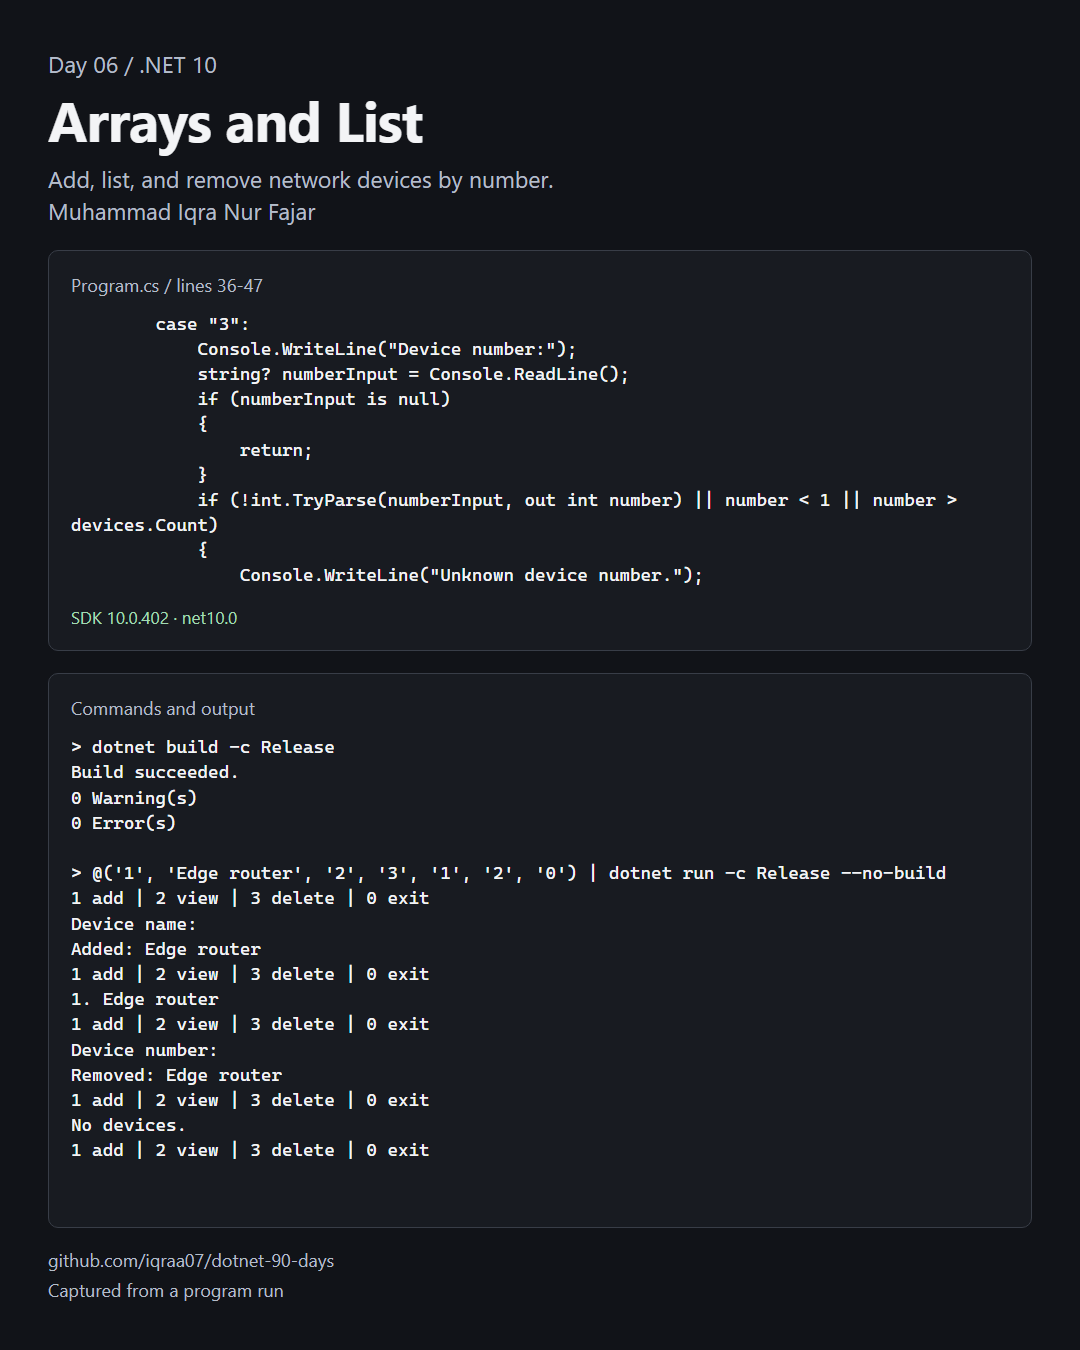 Day 06 / .NET 10
Arrays and List
Add, list, and remove network devices by number.
Muhammad Iqra Nur Fajar
Program.cs / lines 36-47
        case "3":
            Console.WriteLine("Device number:");
            string? numberInput = Console.ReadLine();
            if (numberInput is null)
            {
                return;
            }
            if (!int.TryParse(numberInput, out int number) || number < 1 || number >
devices.Count)
            {
                Console.WriteLine("Unknown device number.");
SDK 10.0.402 · net10.0
Commands and output
> dotnet build -c Release
Build succeeded.
0 Warning(s)
0 Error(s)
> @('1', 'Edge router', '2', '3', '1', '2', '0') | dotnet run -c Release --no-build
1 add | 2 view | 3 delete | 0 exit
Device name:
Added: Edge router
1 add | 2 view | 3 delete | 0 exit
1. Edge router
1 add | 2 view | 3 delete | 0 exit
Device number:
Removed: Edge router
1 add | 2 view | 3 delete | 0 exit
No devices.
1 add | 2 view | 3 delete | 0 exit
github.com/iqraa07/dotnet-90-days
Captured from a program run